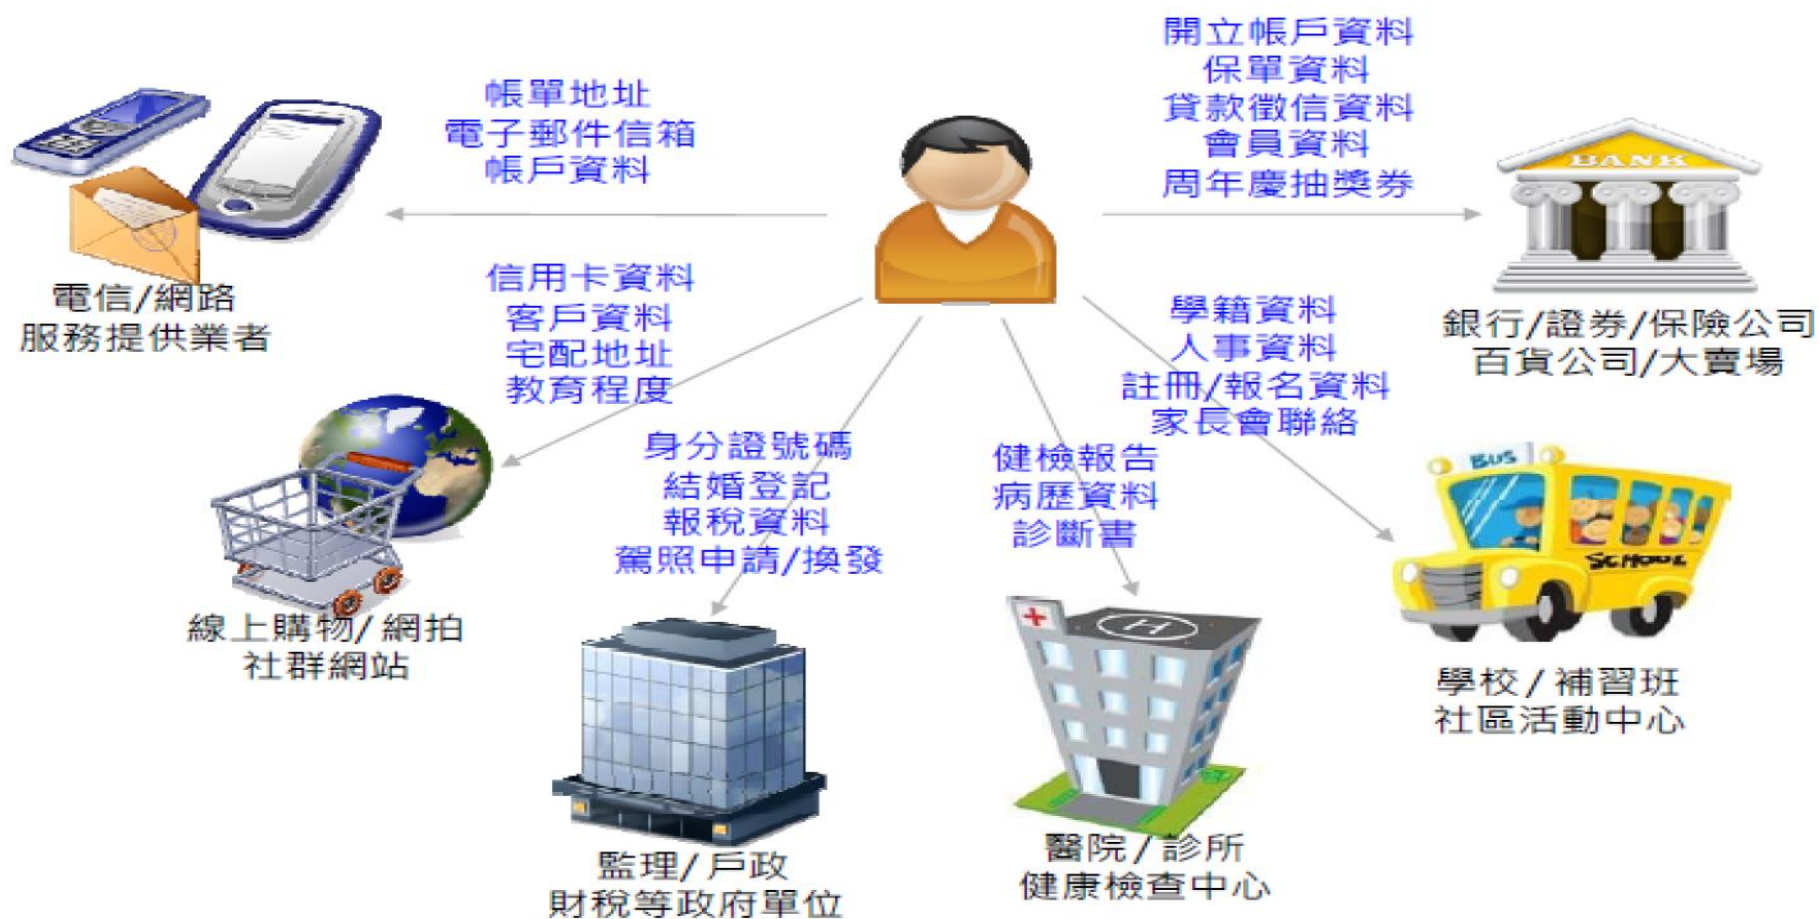 帳單地址
電子郵件信箱
帳戶資料
電信/網路
服務提供業者
開立帳戶資料
保單資料
貸款徵信資料
會員資料
周年慶抽獎券
BANK
銀行/證券/保險公司
百貨公司/大賣場
信用卡資料
客戶資料
宅配地址
教育程度
線上購物/網拍
社群網站
身分證號碼
結婚登記
報稅資料
駕照申請/換發
監理/戶政
財稅等政府單位
健檢報告
病歷資料
診斷書
H
醫院/診所
健康檢查中心
學籍資料
人事資料
註冊/報名資料
家長會聯絡
BUS
SCHOOL
學校/補習班
社區活動中心